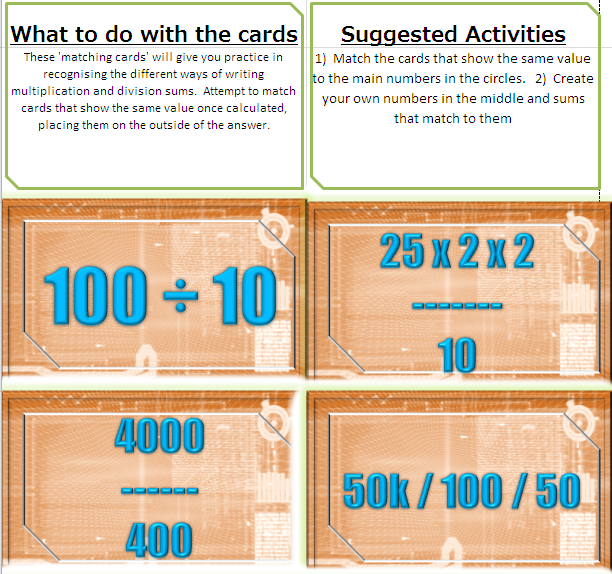 What to do with the cards
These 'matching cards' will give you practice in
recognising the different ways of writing
multiplication and division sums. Attempt to match
cards that show the same value once calculated,
placing them on the outside of the answer.
Suggested Activities
1) Match the cards that show the same value
to the main numbers in the circles. 2) Create
your own numbers in the middle and sums
that match to them
100 ÷ 10
25 x 2 x 2
-------
10
4000
------
400
50k / 100 / 50